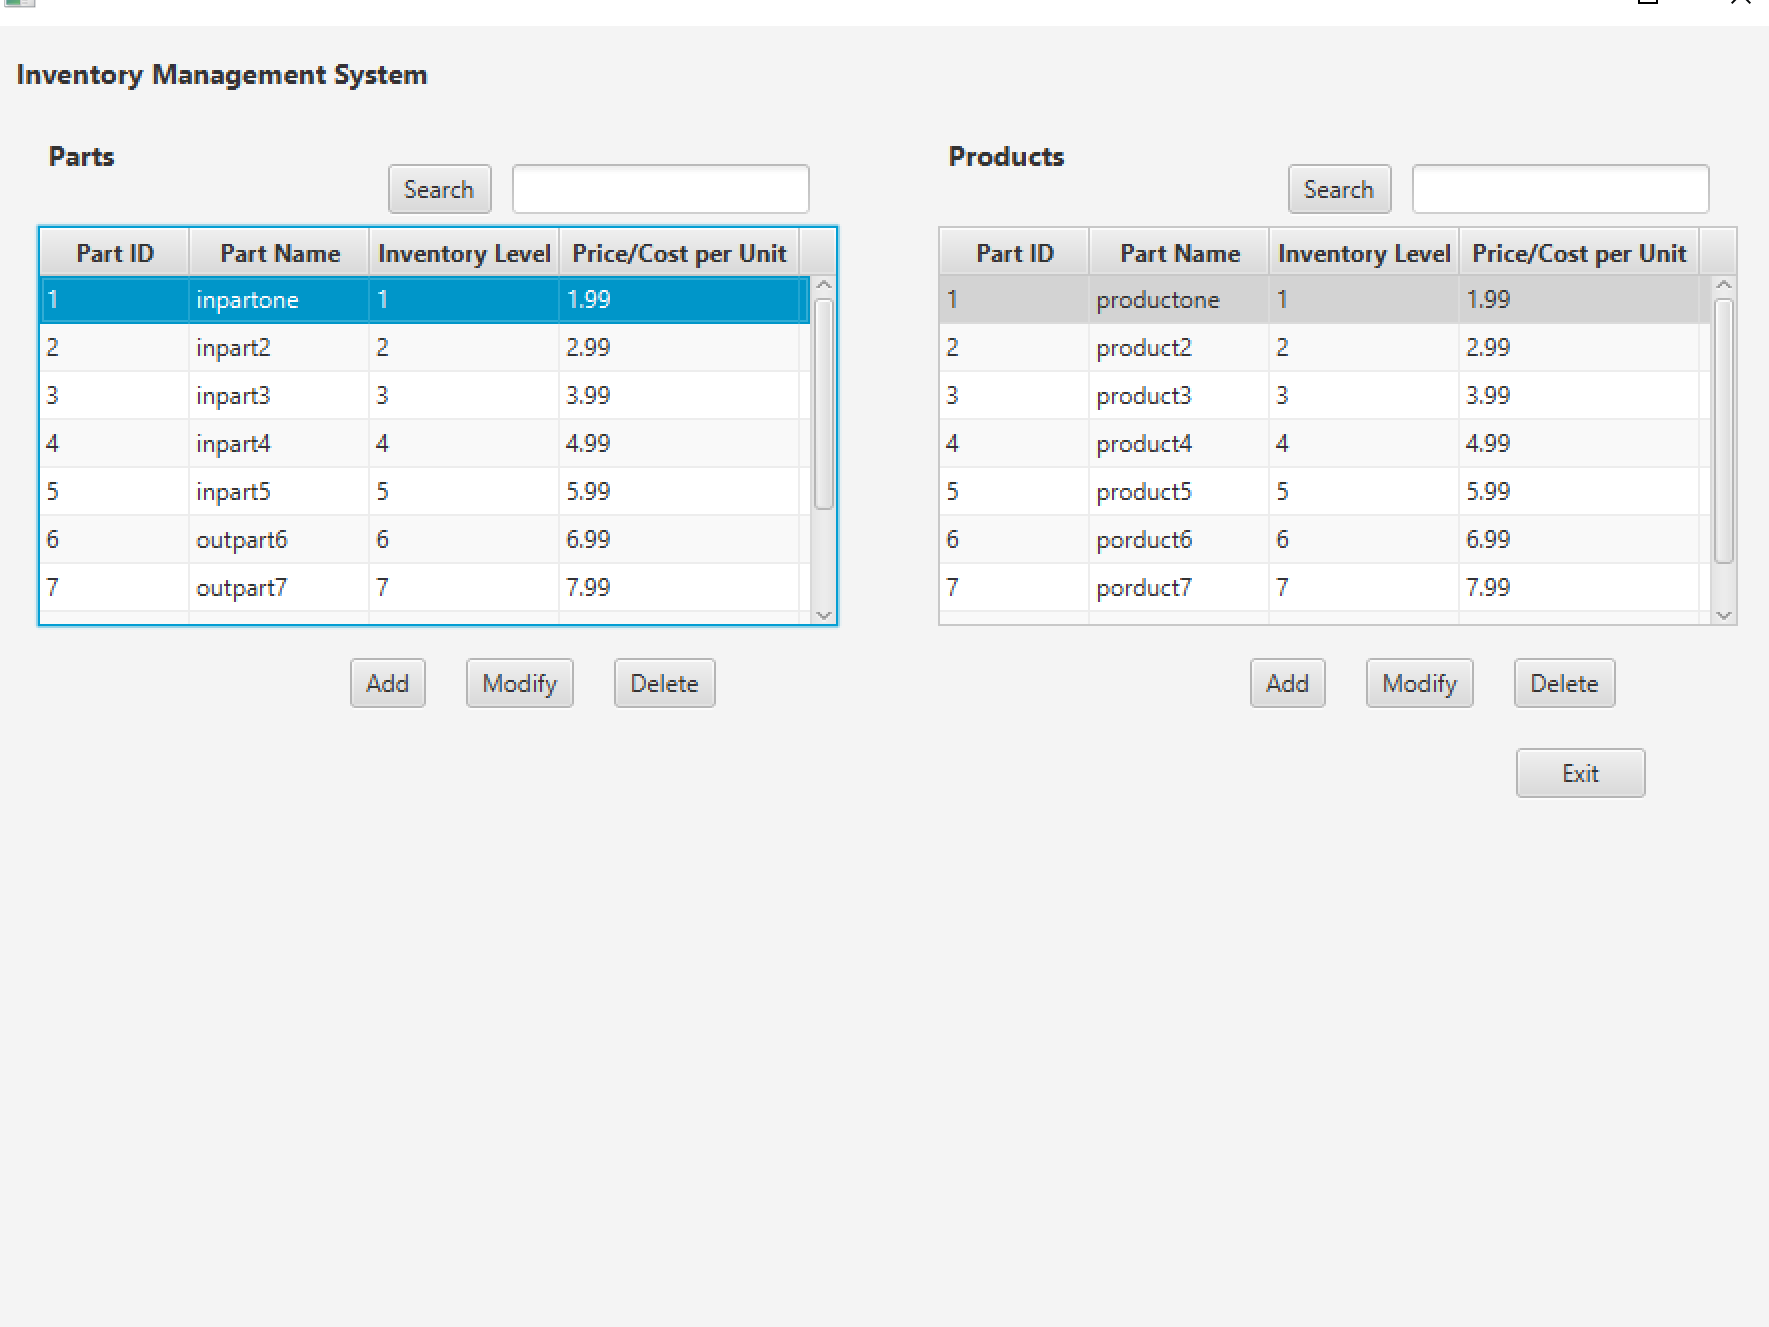 Inventory Management System
Parts
Search
Part ID Part Name Inventory Level Price/Cost per Unit
1 inpartone 1 1.99
2 inpart2 2 2.99
3 inpart3 3 3.99
4 inpart4 4 4.99
5 inpart5 5 5.99
6 outpart6 6 6.99
7 outpart7 7 7.99
Add Modify Delete
Products
Search
Part ID Part Name Inventory Level Price/Cost per Unit
1 productone 1 1.99
2 product2 2 2.99
3 product3 3 3.99
4 product4 4 4.99
5 product5 5 5.99
6 porduct6 6 6.99
7 porduct7 7 7.99
Add Modify Delete
Exit